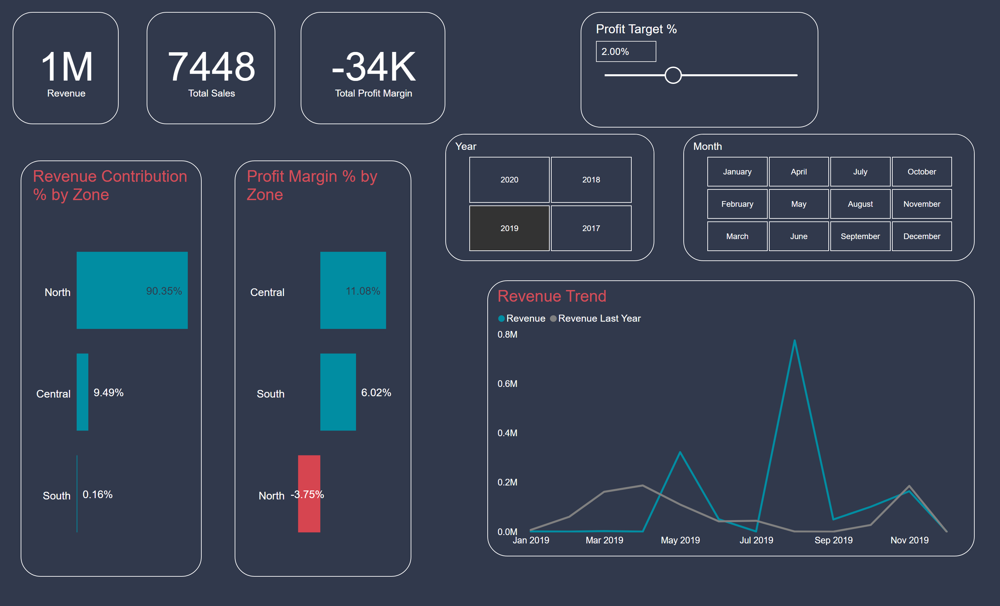 1M
Revenue
7448
Total Sales
-34K
Total Profit Margin
Profit Target %
2.00%
Year
2020
2018
2019
2017
Month
January
April
July
October
February
May
August
November
March
June
September
December
Revenue Contribution
% by Zone
North
90.35%
Central
9.49%
South
0.16%
Profit Margin % by
Zone
Central
11.08%
South
6.02%
North
-3.75%
Revenue Trend
Revenue
Revenue Last Year
0.8M
0.6M
0.4M
0.2M
0.0M
Jan 2019
Mar 2019
May 2019
Jul 2019
Sep 2019
Nov 2019